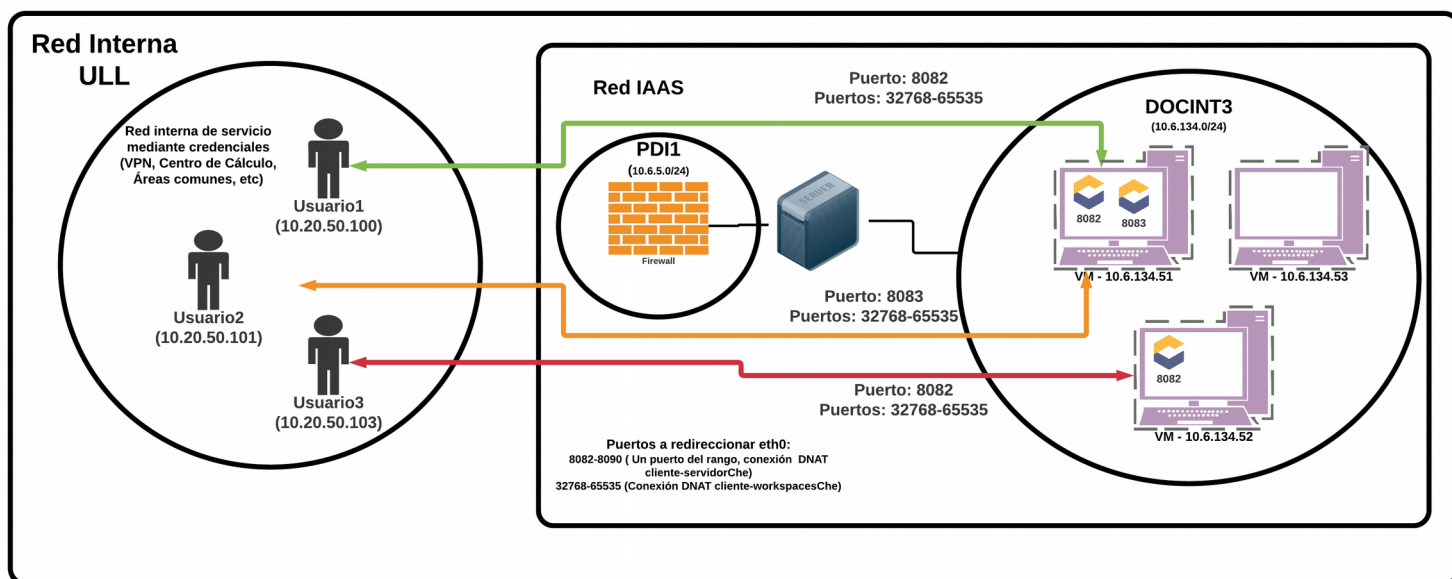 Red Interna
ULL
Red interna de servicio
mediante credenciales
(VPN, Centro de Cálculo,
Áreas comunes, etc)
Usuario1
(10.20.50.100)
Usuario2
(10.20.50.101)
Usuario3
(10.20.50.103)
Red IAAS
PDI1
(10.6.5.0/24)
Firewall
SERVER
Puerto: 8082
Puertos: 32768-65535
Puerto: 8083
Puertos: 32768-65535
Puerto: 8082
Puertos: 32768-65535
DOCINT3
(10.6.134.0/24)
8082
8083
VM - 10.6.134.51
VM - 10.6.134.53
8082
VM - 10.6.134.52
Puertos a redireccionar eth0:
8082-8090 ( Un puerto del rango, conexión DNAT
cliente-servidorChe)
32768-65535 (Conexión DNAT cliente-workspacesChe)